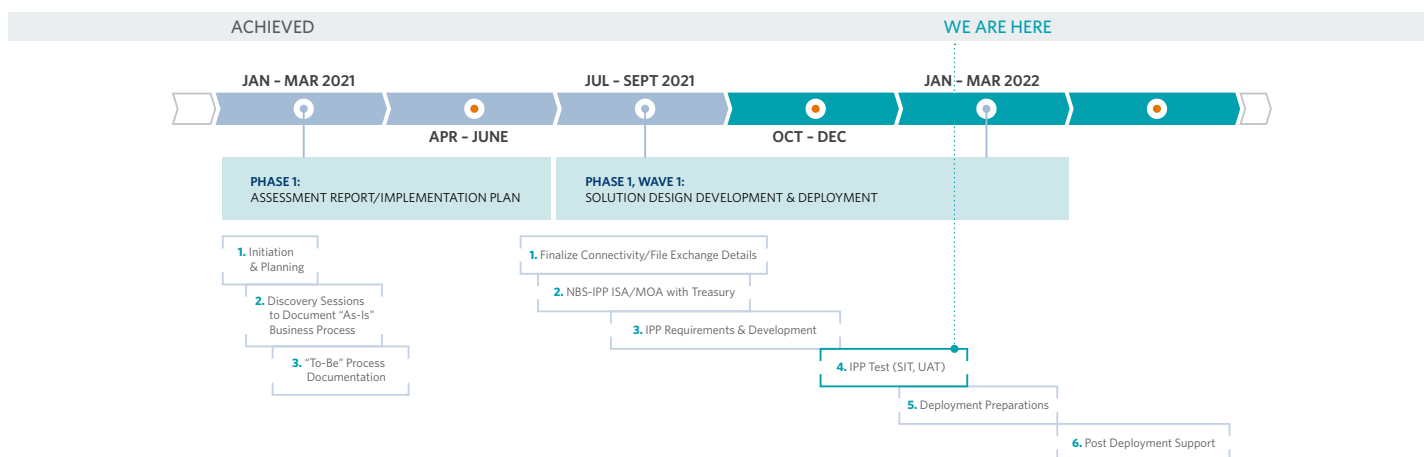 ACHIEVED
WE ARE HERE
JAN – MAR 2021
JUL – SEPT 2021
JAN – MAR 2022
APR – JUNE
OCT – DEC
PHASE 1:
ASSESSMENT REPORT/IMPLEMENTATION PLAN
PHASE 1, WAVE 1:
SOLUTION DESIGN DEVELOPMENT & DEPLOYMENT
1. Initiation
& Planning
2. Discovery Sessions
to Document “As-Is”
Business Process
3. “To-Be” Process
Documentation
1. Finalize Connectivity/File Exchange Details
2. NBS-IPP ISA/MOA with Treasury
3. IPP Requirements & Development
4. IPP Test (SIT, UAT)
5. Deployment Preparations
6. Post Deployment Support